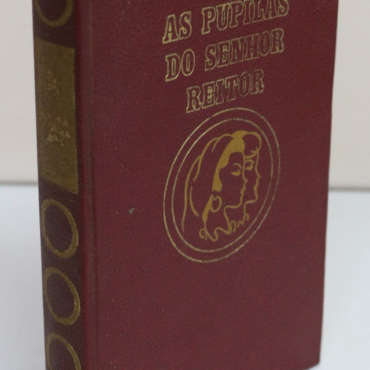 AS PUPILAS
DO SENHOR
REITOR